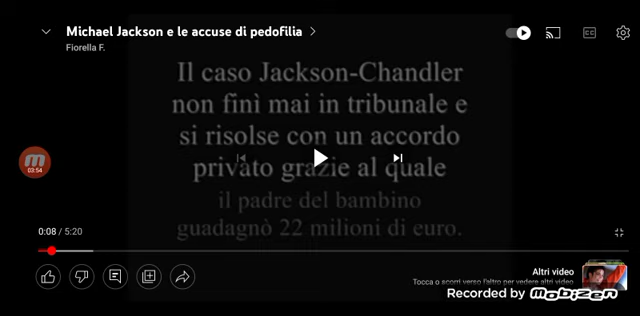 Michael Jackson e le accuse di pedofilia
Fiorella F.
CC
Il caso Jackson-Chandler
non finì mai in tribunale e
si risolse con un accordo
privato grazie al quale
il padre del bambino
guadagnò 22 milioni di euro.
03:54
0:08 / 5:20
Altri video
Tocca o scorri verso l'alto per vedere altri video
Recorded by Mobizen